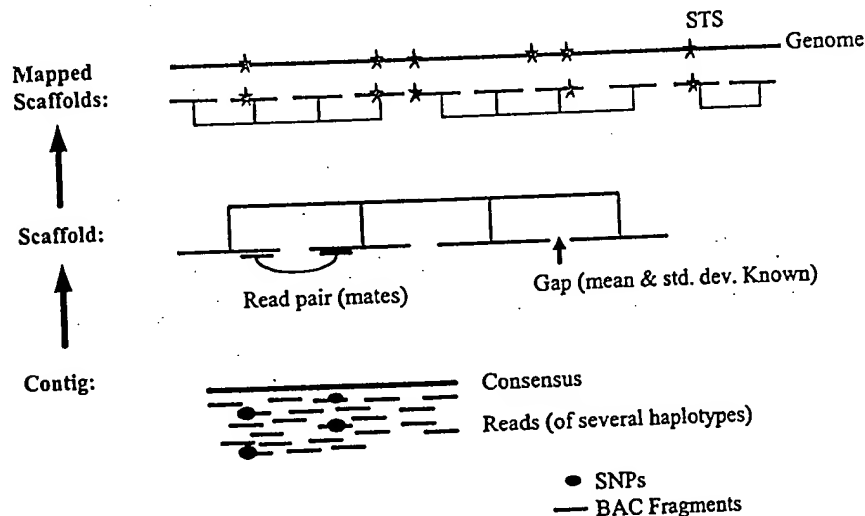 STS
Genome
Mapped
Scaffolds:
Scaffold:
Read pair (mates)
Gap (mean & std. dev. Known)
Contig:
Consensus
Reads (of several haplotypes)
SNPs
BAC Fragments